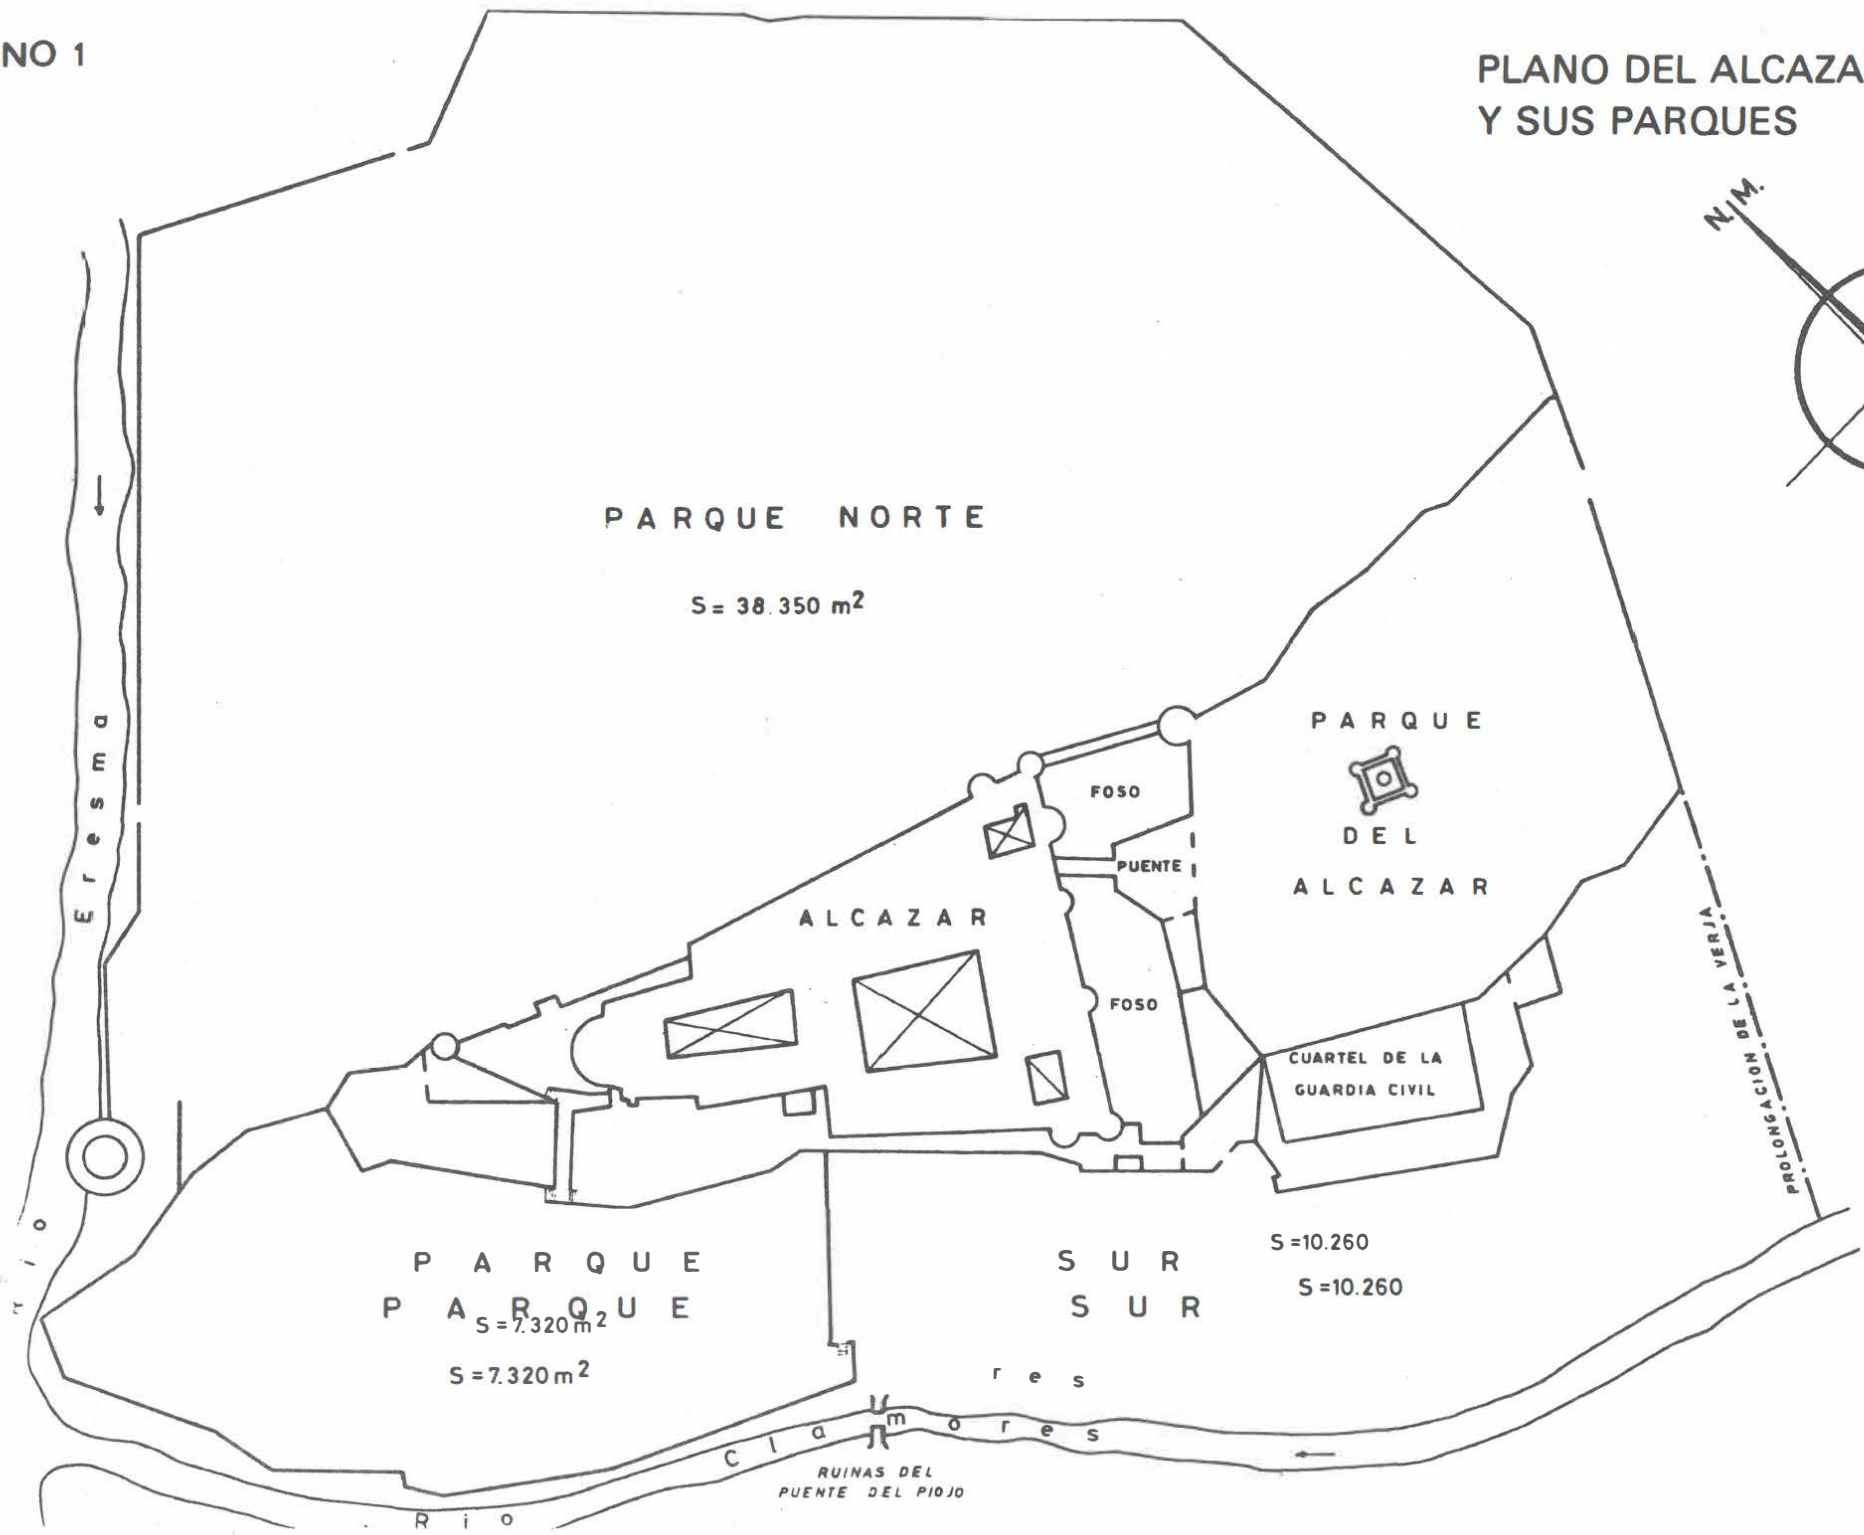 NO 1
PLANO DEL ALCAZA
Y SUS PARQUES
N. M.
PARQUE NORTE
S= 38.350 m²
Eresma
rio
PARQUE
DEL
ALCAZAR
FOSO
PUENTE
ALCAZAR
FOSO
CUARTEL DE LA
GUARDIA CIVIL
PROLONGACION DE LA VERJA
PARQUE SUR
S=10.260
PARQUE SUR
S=10.260
S=7.320 m²
S=7.320 m²
res
Rio Clamores
RUINAS DEL
PUENTE DEL PIOJO